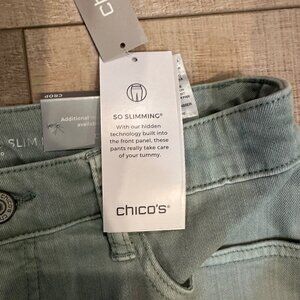 CROP
Additional
available
SLIM
SO SLIMMING®
With our hidden
technology built into
the front panel, these
pants really take care
of your tummy.
chico's®